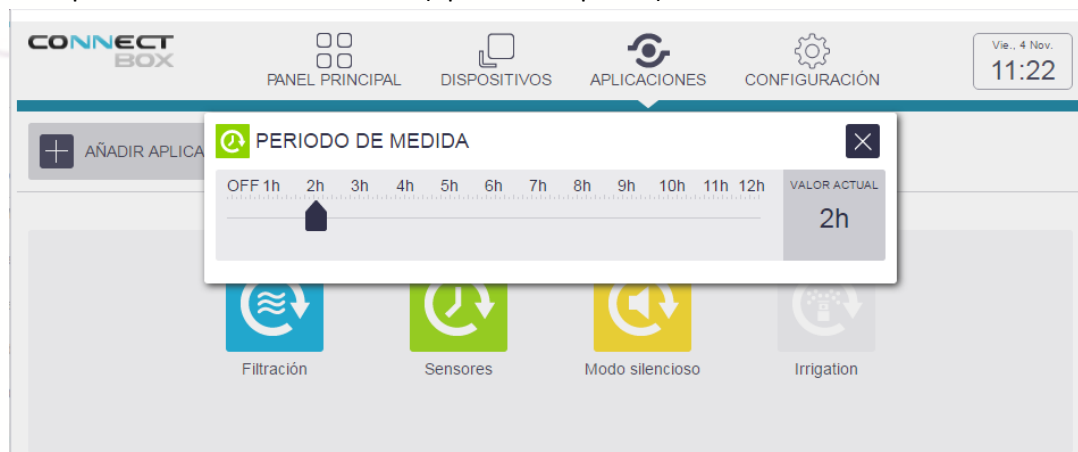 CONNECT
BOX
PANEL PRINCIPAL
DISPOSITIVOS
APLICACIONES
CONFIGURACIÓN
Vie., 4 Nov.
11:22
AÑADIR APLICA
PERIODO DE MEDIDA
OFF 1h 2h 3h 4h 5h 6h 7h 8h 9h 10h 11h 12h
VALOR ACTUAL
2h
Filtración
Sensores
Modo silencioso
Irrigation